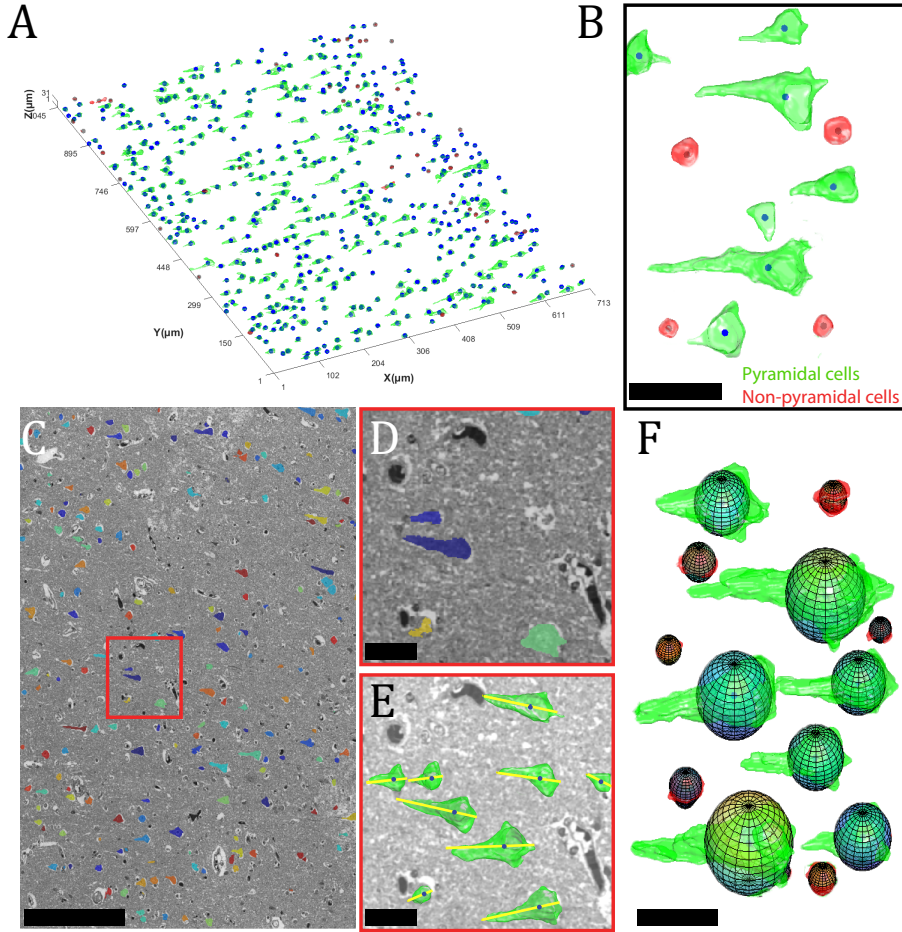 A
Z(µm)
31
1
1045
895
746
597
448
299
150
1
Y(µm)
1
102
204
306
408
509
611
713
X(µm)
B
Pyramidal cells
Non-pyramidal cells
C
D
E
F